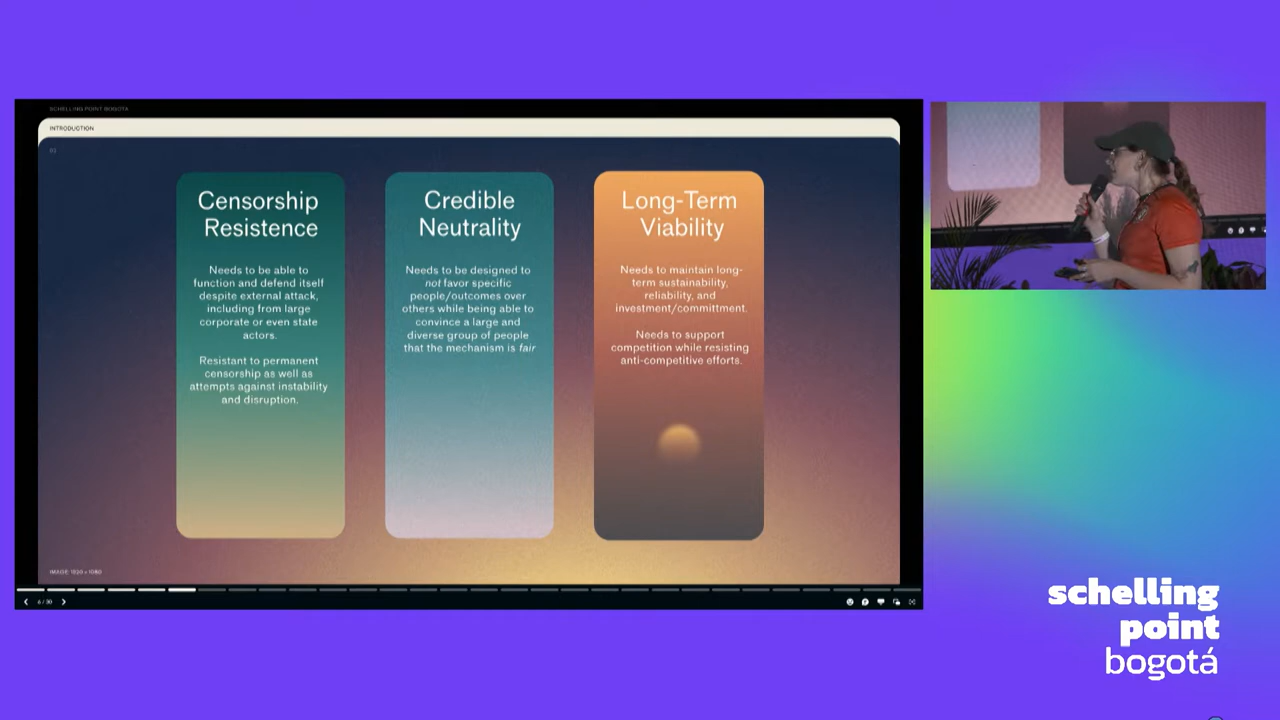 SCHELLING POINT BOGOTA
INTRODUCTION
Censorship
Resistence
Needs to be able to
function and defend itself
despite external attack,
including from large
corporate or even state
actors.
Resistant to permanent
censorship as well as
attempts against instability
and disruption.
Credible
Neutrality
Needs to be designed to
not favor specific
people/outcomes over
others while being able to
convince a large and
diverse group of people
that the mechanism is fair
Long-Term
Viability
Needs to maintain long-
term sustainability,
reliability, and
investment/committment.
Needs to support
competition while resisting
anti-competitive efforts.
IMAGE: 1920 × 1080
6 / 30
schelling
point
bogotá